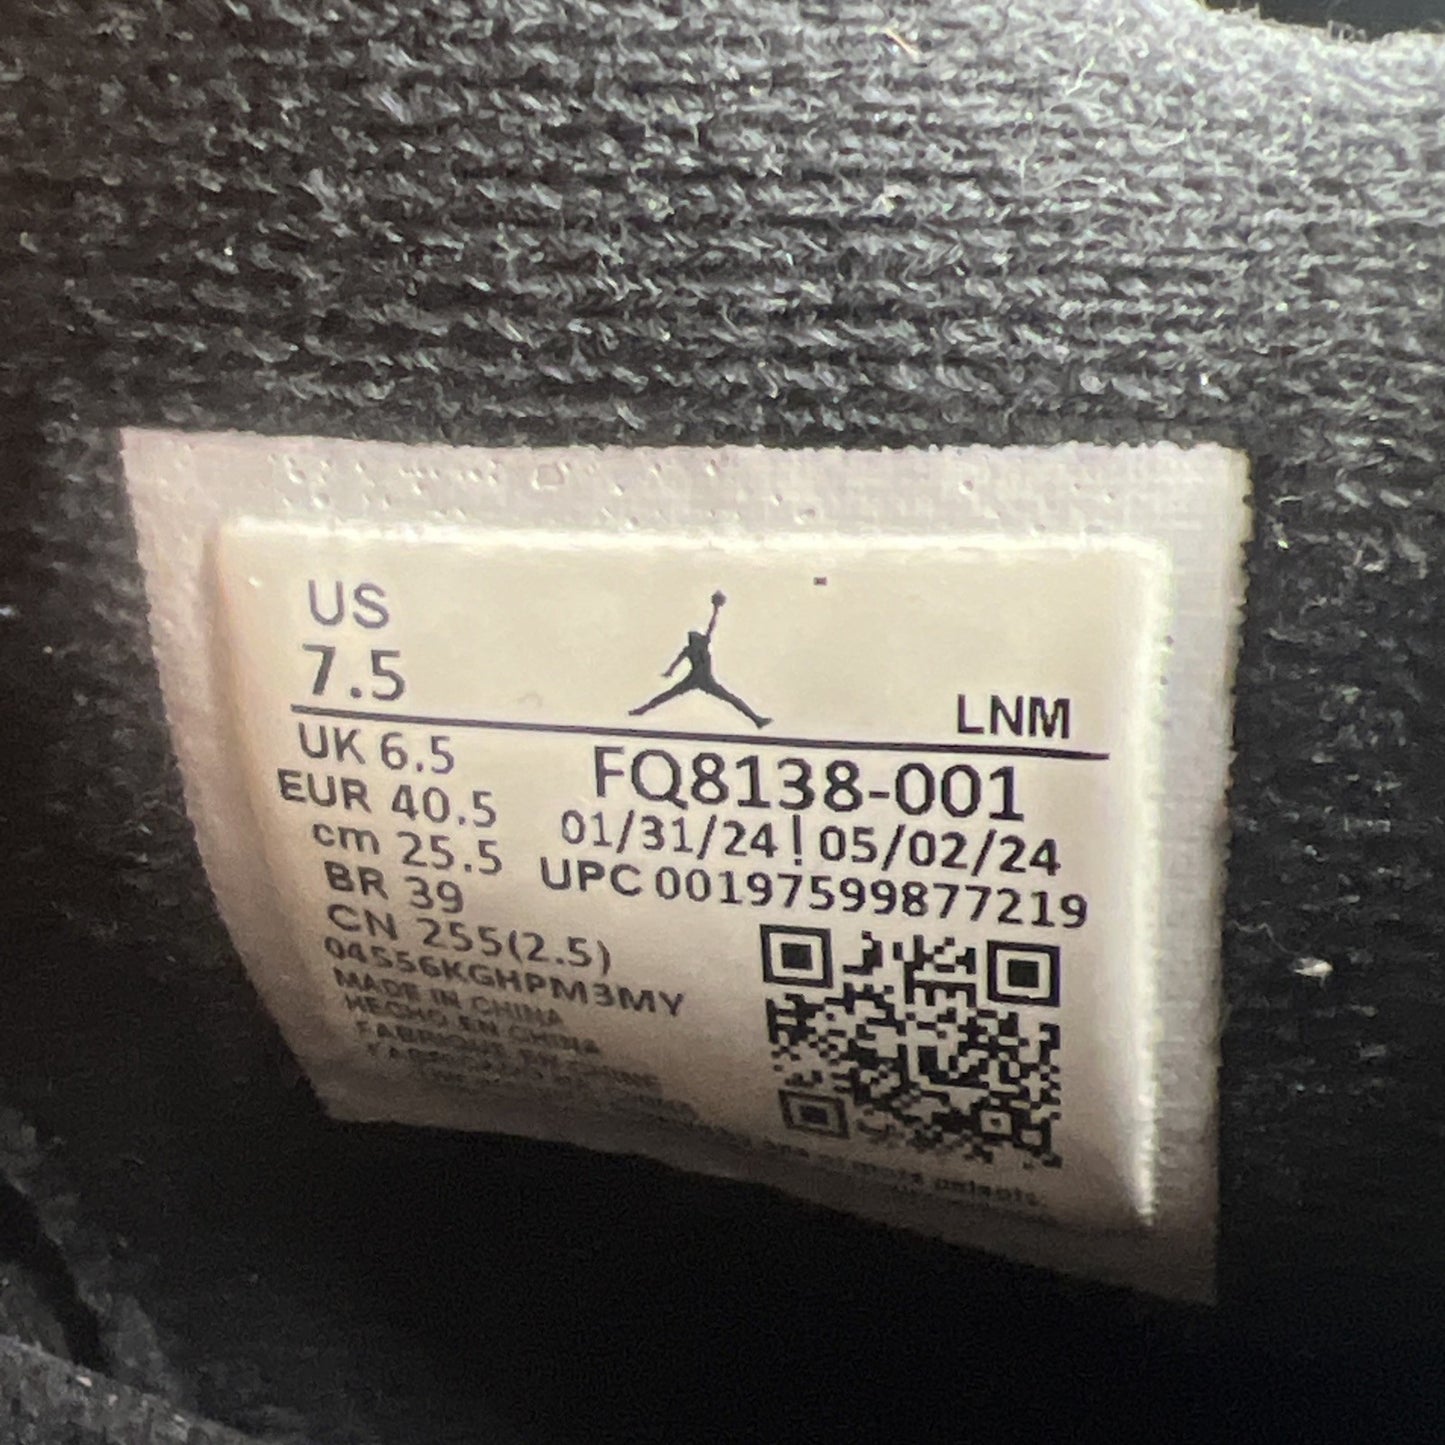 US
7.5
LNM
UK 6.5
FQ8138-001
EUR 40.5
01/31/24 ! 05/02/24
cm 25.5
UPC 00197599877219
BR 39
CN 255(2.5)
04556KGHPM3MY
MADE IN CHINA
HECHO EN CHINA
FABRIQUE EN CHINE
patents